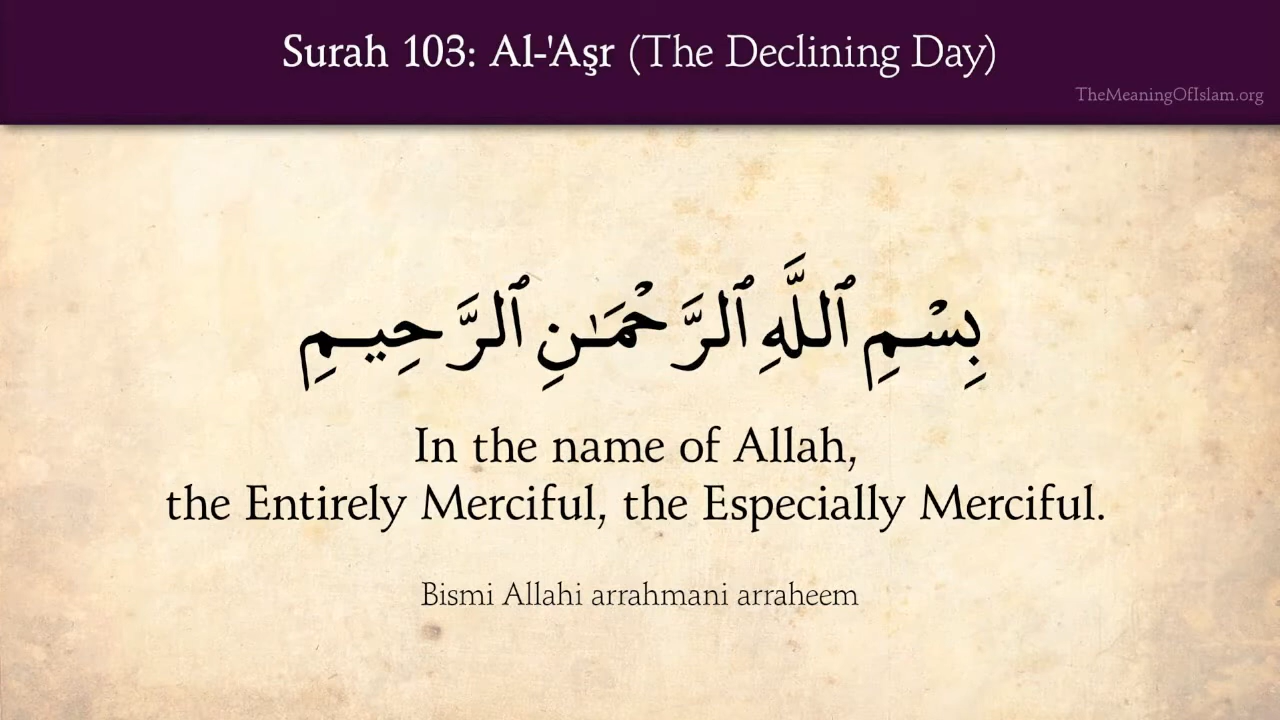 Surah 103: Al-'Aşr (The Declining Day)
TheMeaningOfIslam.org
بِسْمِ ٱللَّهِ ٱلرَّحْمَـٰنِ ٱلرَّحِيمِ
In the name of Allah,
the Entirely Merciful, the Especially Merciful.
Bismi Allahi arrahmani arraheem